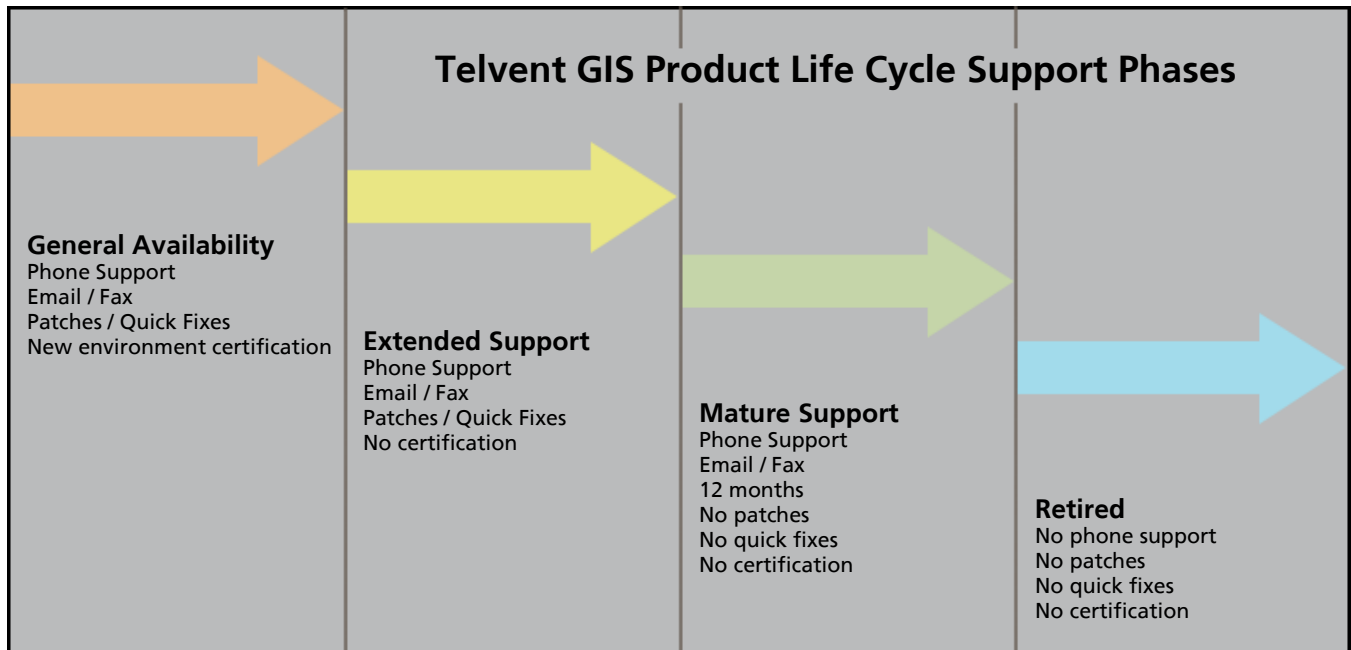 Telvent GIS Product Life Cycle Support Phases
General Availability
Phone Support
Email / Fax
Patches / Quick Fixes
New environment certification
Extended Support
Phone Support
Email / Fax
Patches / Quick Fixes
No certification
Mature Support
Phone Support
Email / Fax
12 months
No patches
No quick fixes
No certification
Retired
No phone support
No patches
No quick fixes
No certification